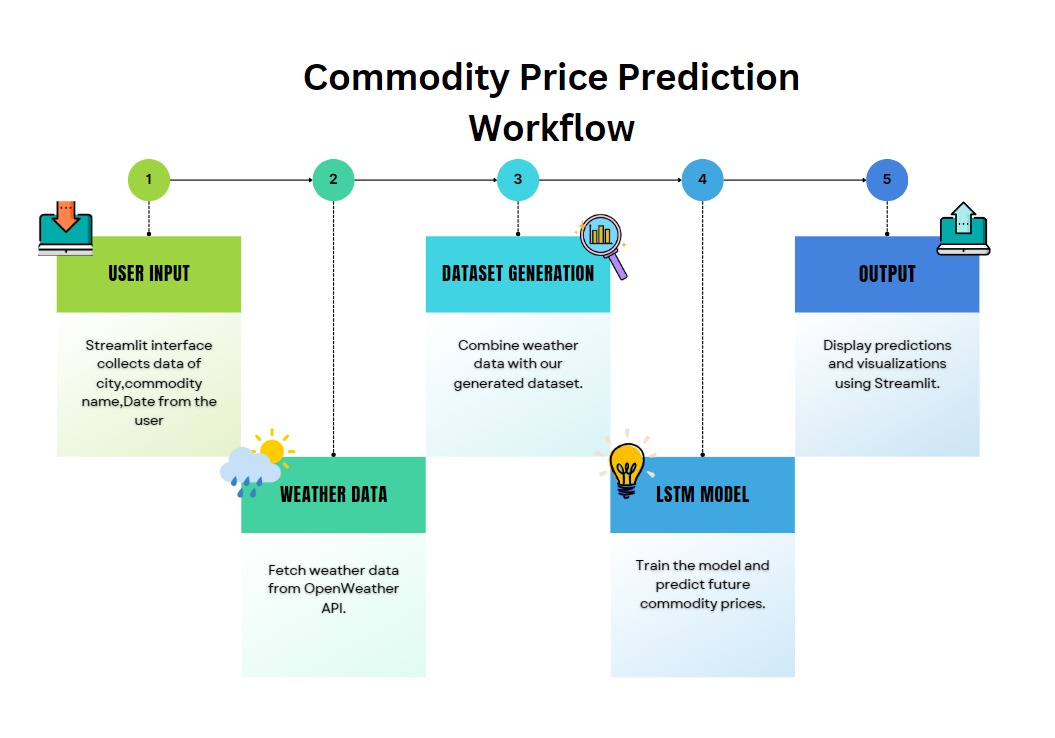 Commodity Price Prediction
Workflow
1
2
3
4
5
USER INPUT
Streamlit interface
collects data of
city,commodity
name,Date from the
user
WEATHER DATA
Fetch weather data
from OpenWeather
API.
DATASET GENERATION
Combine weather
data with our
generated dataset.
LSTM MODEL
Train the model and
predict future
commodity prices.
OUTPUT
Display predictions
and visualizations
using Streamlit.